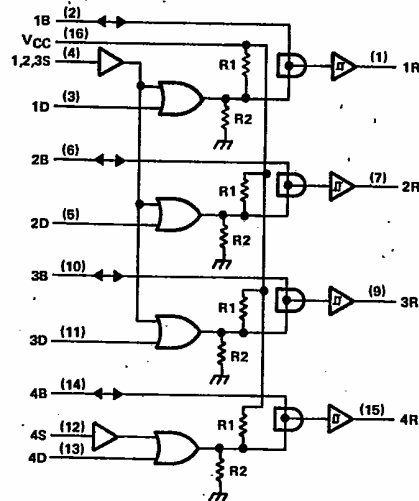 1B (2)
VCC (16)
1,2,3S (4)
R1
(1) 1R
1D (3)
R2
2B (6)
R1
(7) 2R
2D (5)
R2
3B (10)
R1
(9) 3R
3D (11)
R2
4B (14)
R1
(15) 4R
4S (12)
4D (13)
R2